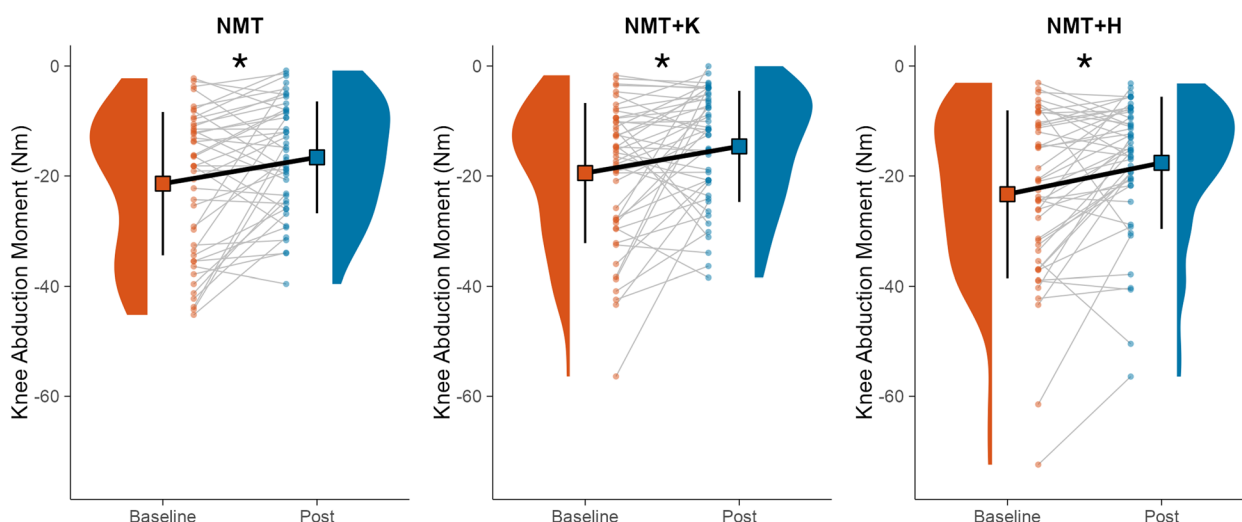 NMT
*
Knee Abduction Moment (Nm)
0
-20
-40
-60
Baseline Post
NMT+K
*
Knee Abduction Moment (Nm)
0
-20
-40
-60
Baseline Post
NMT+H
*
Knee Abduction Moment (Nm)
0
-20
-40
-60
Baseline Post